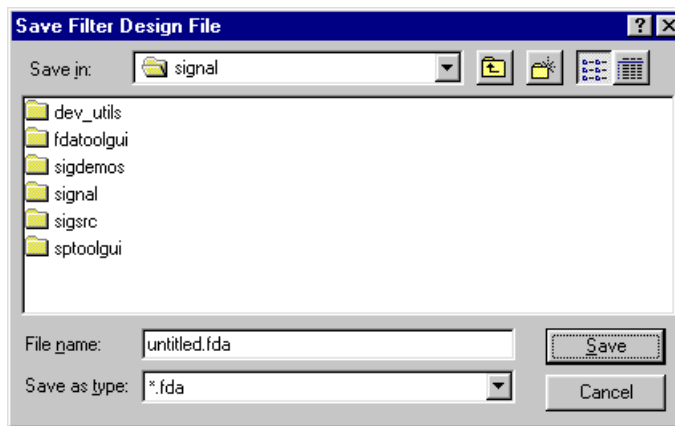 Save Filter Design File
Save in: signal
dev_utils
fdatoolgui
sigdemos
signal
sigsrc
sptoolgui
File name: untitled.fda Save
Save as type: *.fda Cancel